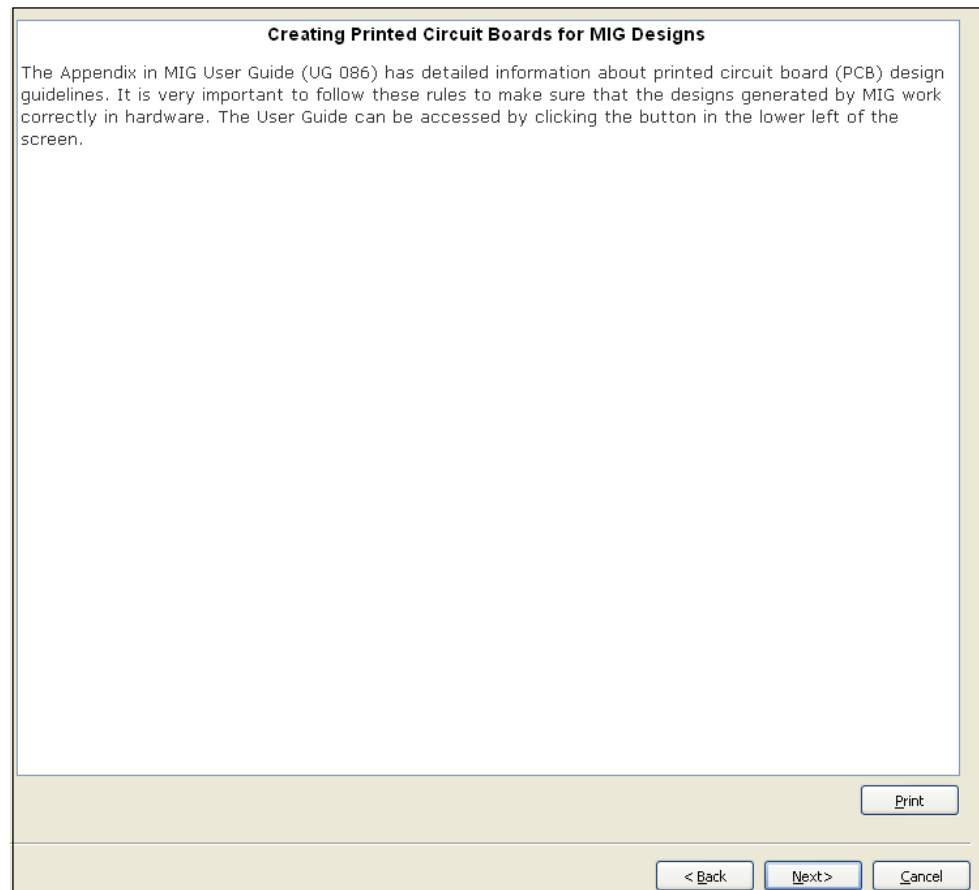 Creating Printed Circuit Boards for MIG Designs
The Appendix in MIG User Guide (UG 086) has detailed information about printed circuit board (PCB) design
guidelines. It is very important to follow these rules to make sure that the designs generated by MIG work
correctly in hardware. The User Guide can be accessed by clicking the button in the lower left of the
screen.
Print
< Back Next> Cancel